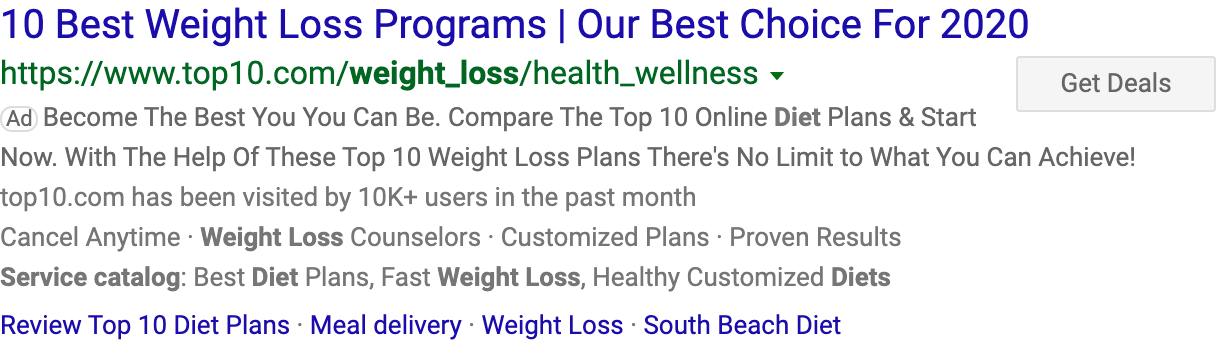 10 Best Weight Loss Programs | Our Best Choice For 2020
https://www.top10.com/weight_loss/health_wellness
Get Deals
Ad Become The Best You You Can Be. Compare The Top 10 Online Diet Plans & Start
Now. With The Help Of These Top 10 Weight Loss Plans There's No Limit to What You Can Achieve!
top10.com has been visited by 10K+ users in the past month
Cancel Anytime · Weight Loss Counselors · Customized Plans · Proven Results
Service catalog: Best Diet Plans, Fast Weight Loss, Healthy Customized Diets
Review Top 10 Diet Plans · Meal delivery · Weight Loss · South Beach Diet